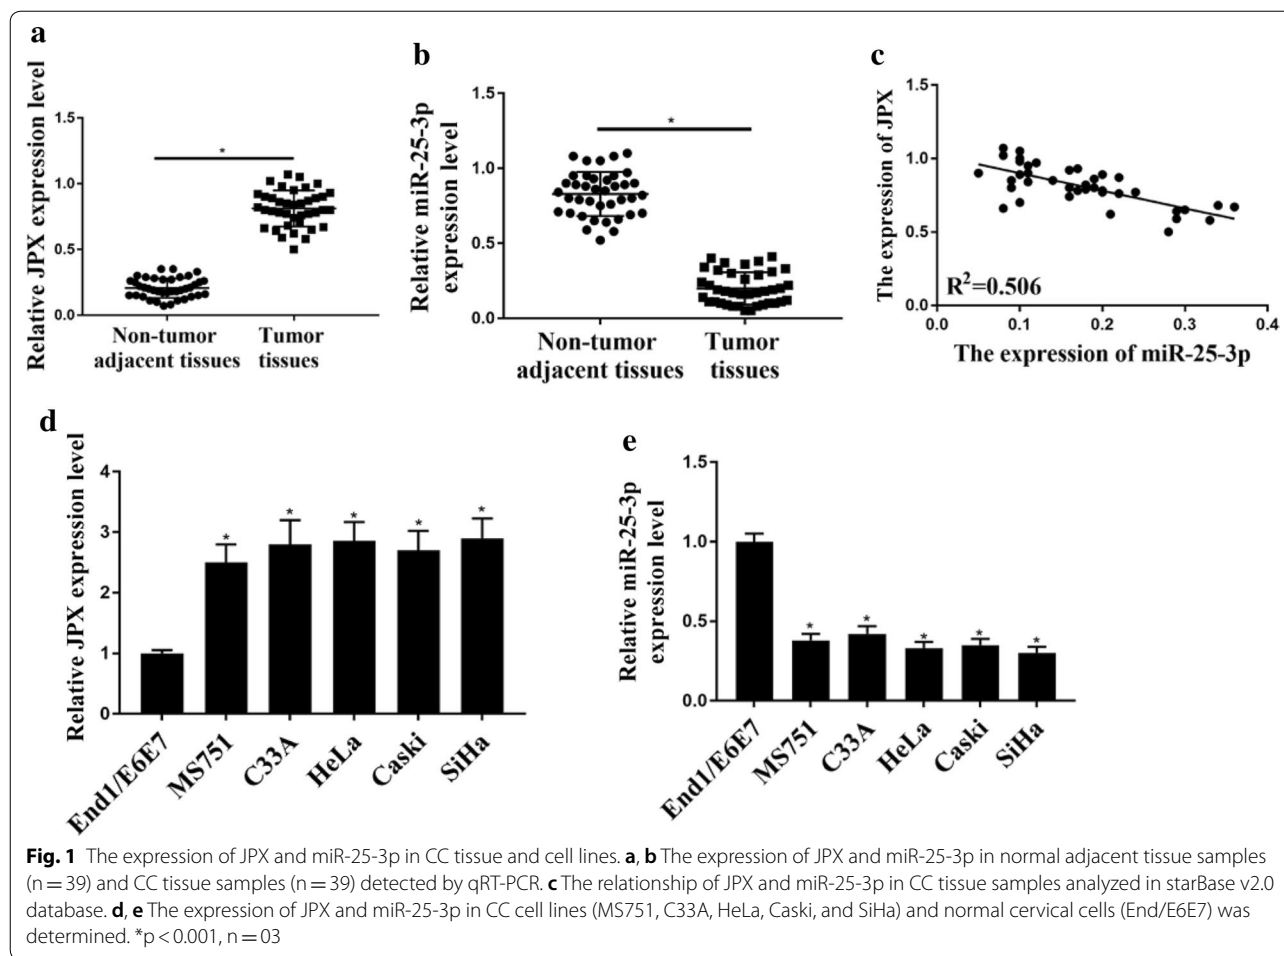 a
Relative JPX expression level
1.5
1.0
0.5
0.0
*
Non-tumor
adjacent tissues
Tumor
tissues
b
Relative miR-25-3p
expression level
1.5
1.0
0.5
0.0
*
Non-tumor
adjacent tissues
Tumor
tissues
c
The expression of JPX
1.5
1.0
0.5
0.0
R²=0.506
0.0 0.1 0.2 0.3 0.4
The expression of miR-25-3p
d
Relative JPX expression level
4
3
2
1
0
* * * * *
End1/E6E7
MS751
C33A
HeLa
Caski
SiHa
e
Relative miR-25-3p
expression level
1.5
1.0
0.5
0.0
* * * * *
End1/E6E7
MS751
C33A
HeLa
Caski
SiHa
Fig. 1 The expression of JPX and miR-25-3p in CC tissue and cell lines. a, b The expression of JPX and miR-25-3p in normal adjacent tissue samples
(n = 39) and CC tissue samples (n = 39) detected by qRT-PCR. c The relationship of JPX and miR-25-3p in CC tissue samples analyzed in starBase v2.0
database. d, e The expression of JPX and miR-25-3p in CC cell lines (MS751, C33A, HeLa, Caski, and SiHa) and normal cervical cells (End/E6E7) was
determined. *p < 0.001, n = 03